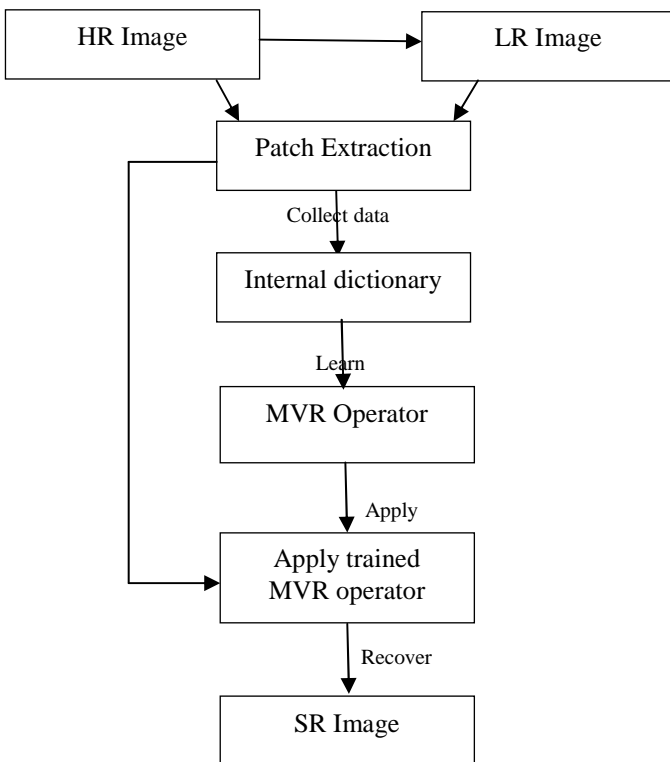 HR Image
LR Image
Patch Extraction
Collect data
Internal dictionary
Learn
MVR Operator
Apply
Apply trained
MVR operator
Recover
SR Image